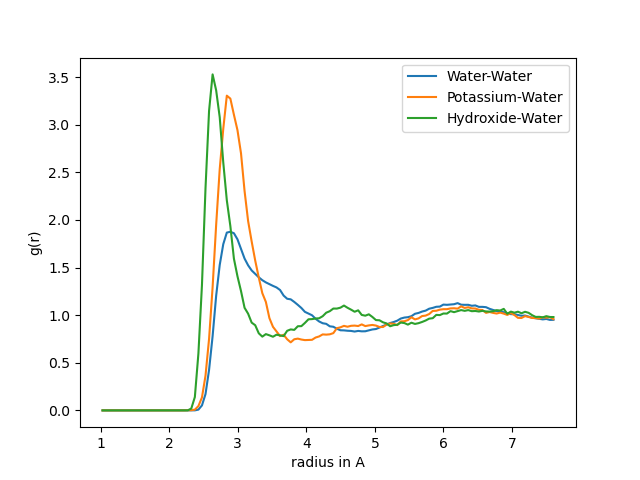 Water-Water
Potassium-Water
Hydroxide-Water
g(r)
3.5
3.0
2.5
2.0
1.5
1.0
0.5
0.0
1 2 3 4 5 6 7
radius in A